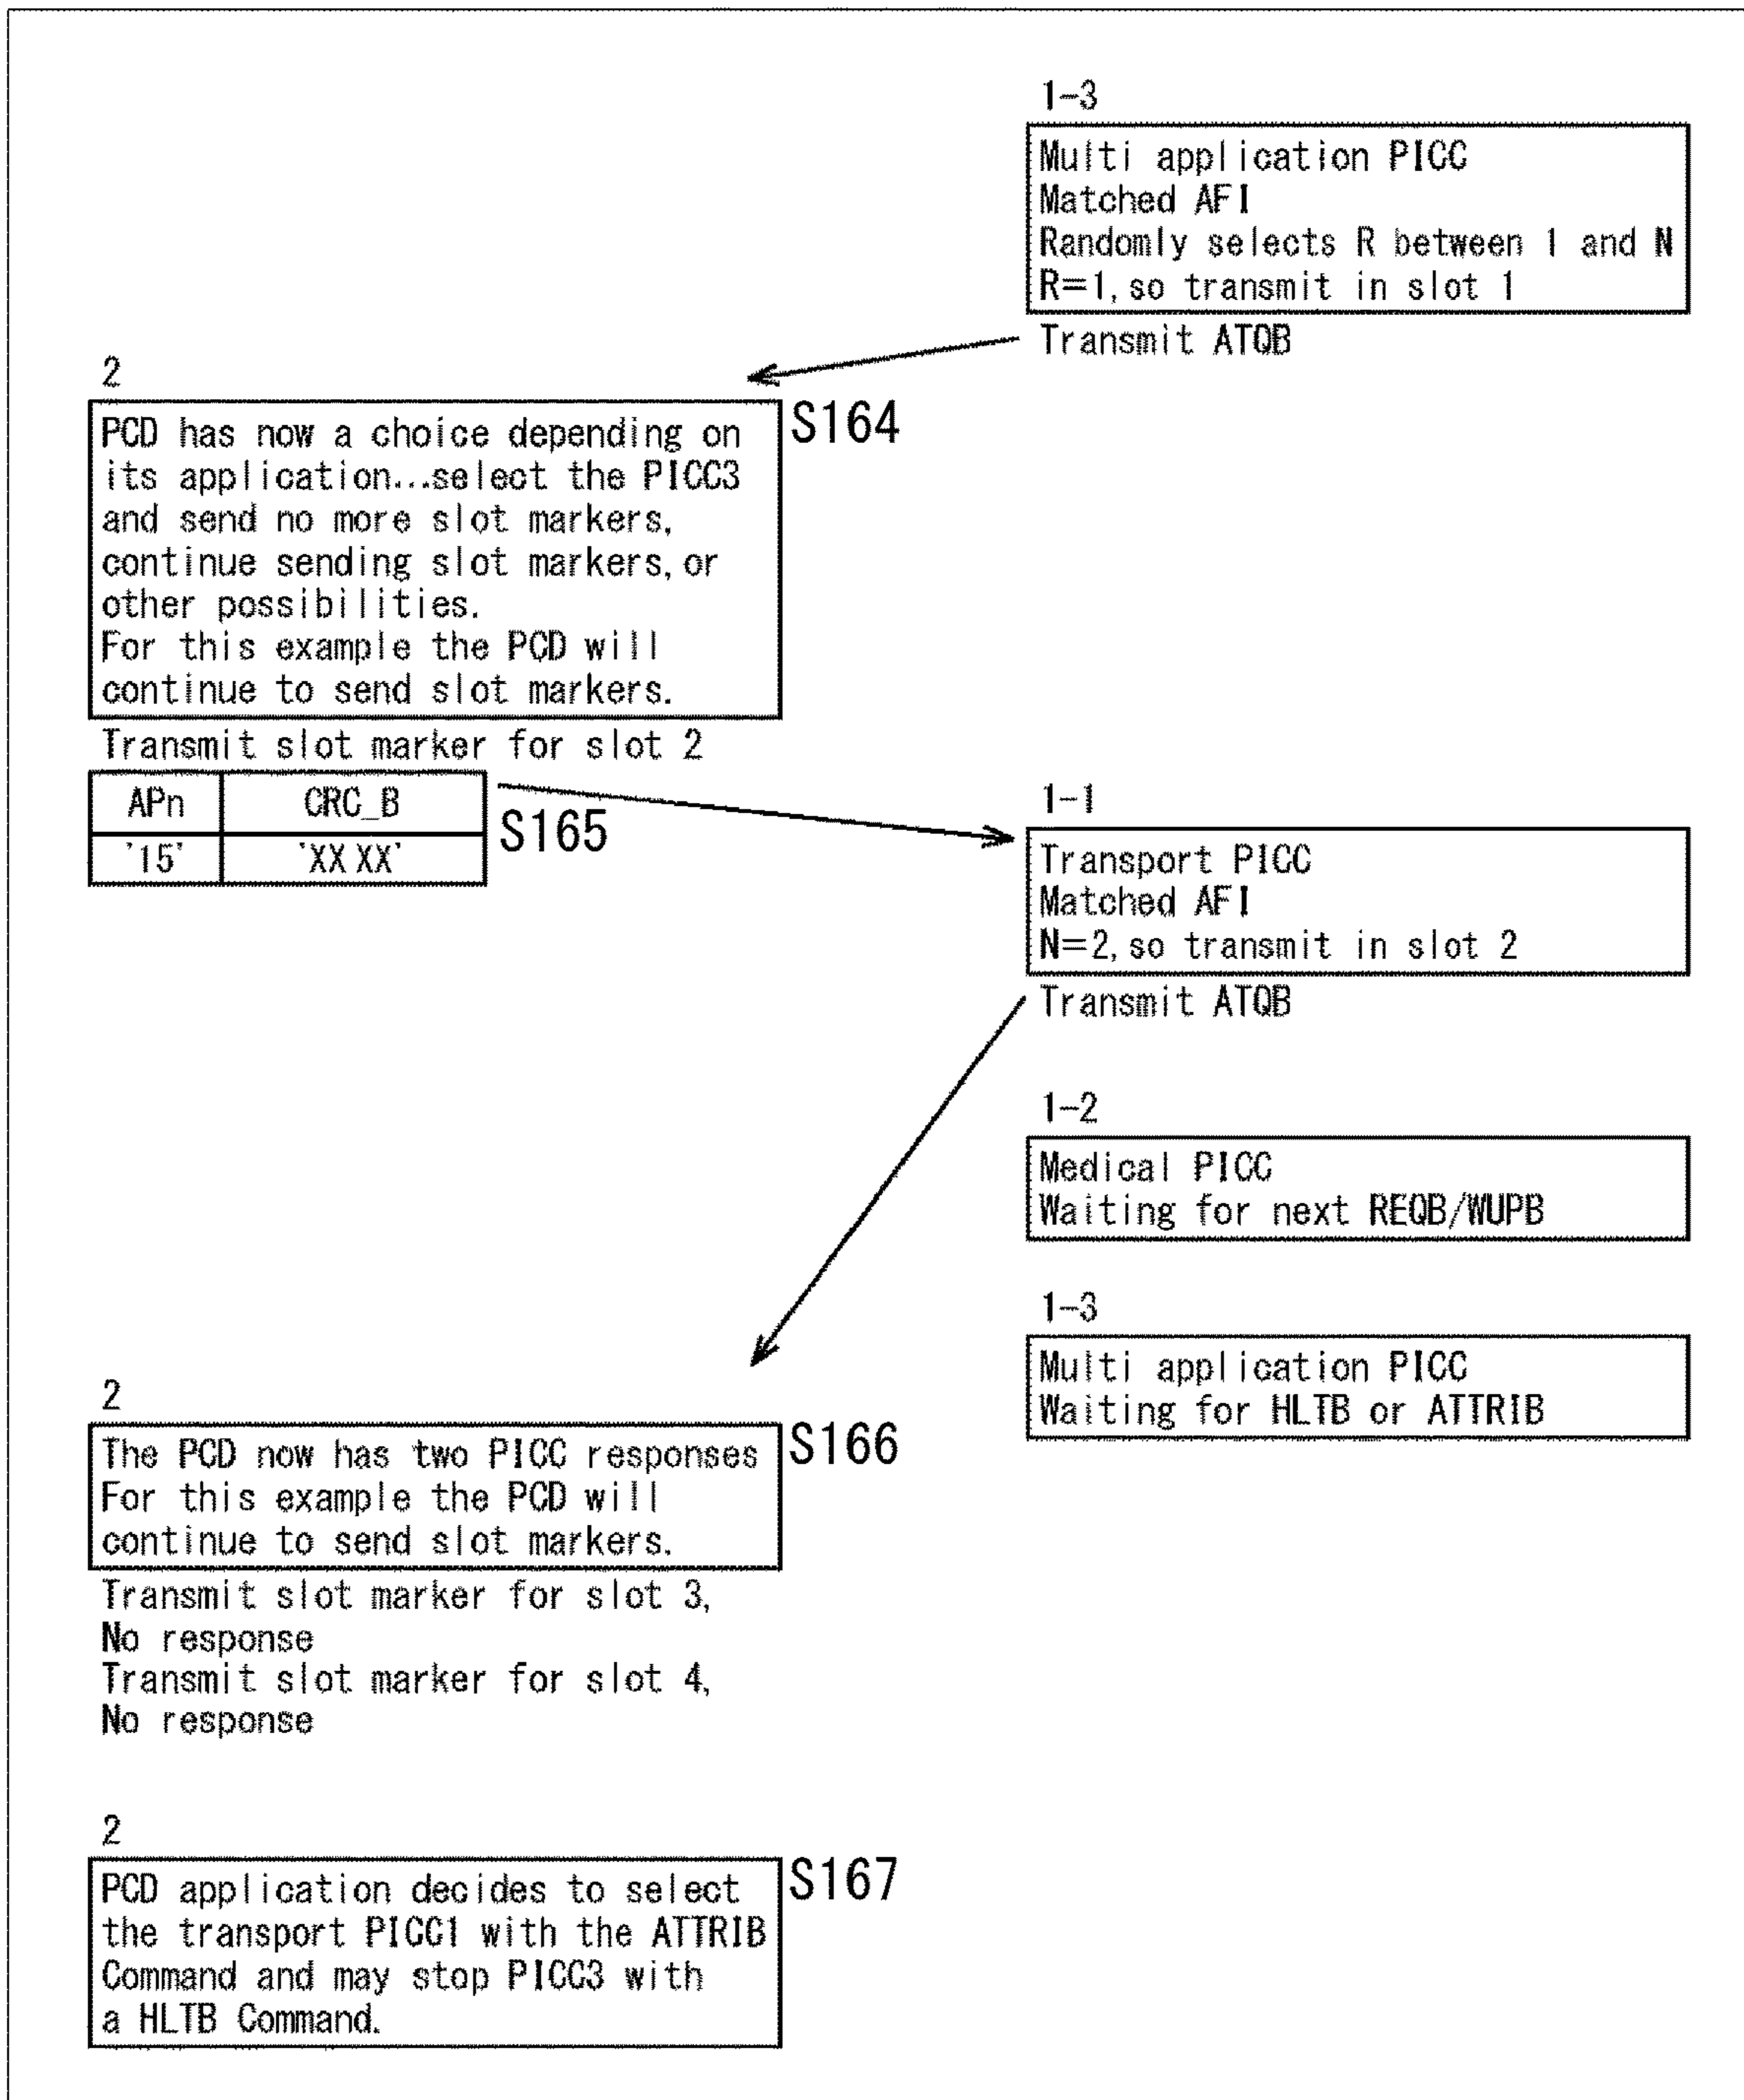 1-3
Multi application PICC
Matched AFI
Randomly selects R between 1 and N
R=1, so transmit in slot 1
Transmit ATQB
2
PCD has now a choice depending on
its application...select the PICC3
and send no more slot markers,
continue sending slot markers, or
other possibilities.
For this example the PCD will
continue to send slot markers.
S164
Transmit slot marker for slot 2
APn CRC_B
'15' 'XX XX'
S165
1-1
Transport PICC
Matched AFI
N=2, so transmit in slot 2
Transmit ATQB
1-2
Medical PICC
Waiting for next REQB/WUPB
1-3
Multi application PICC
Waiting for HLTB or ATTRIB
2
The PCD now has two PICC responses
For this example the PCD will
continue to send slot markers.
S166
Transmit slot marker for slot 3,
No response
Transmit slot marker for slot 4,
No response
2
PCD application decides to select
the transport PICC1 with the ATTRIB
Command and may stop PICC3 with
a HLTB Command.
S167